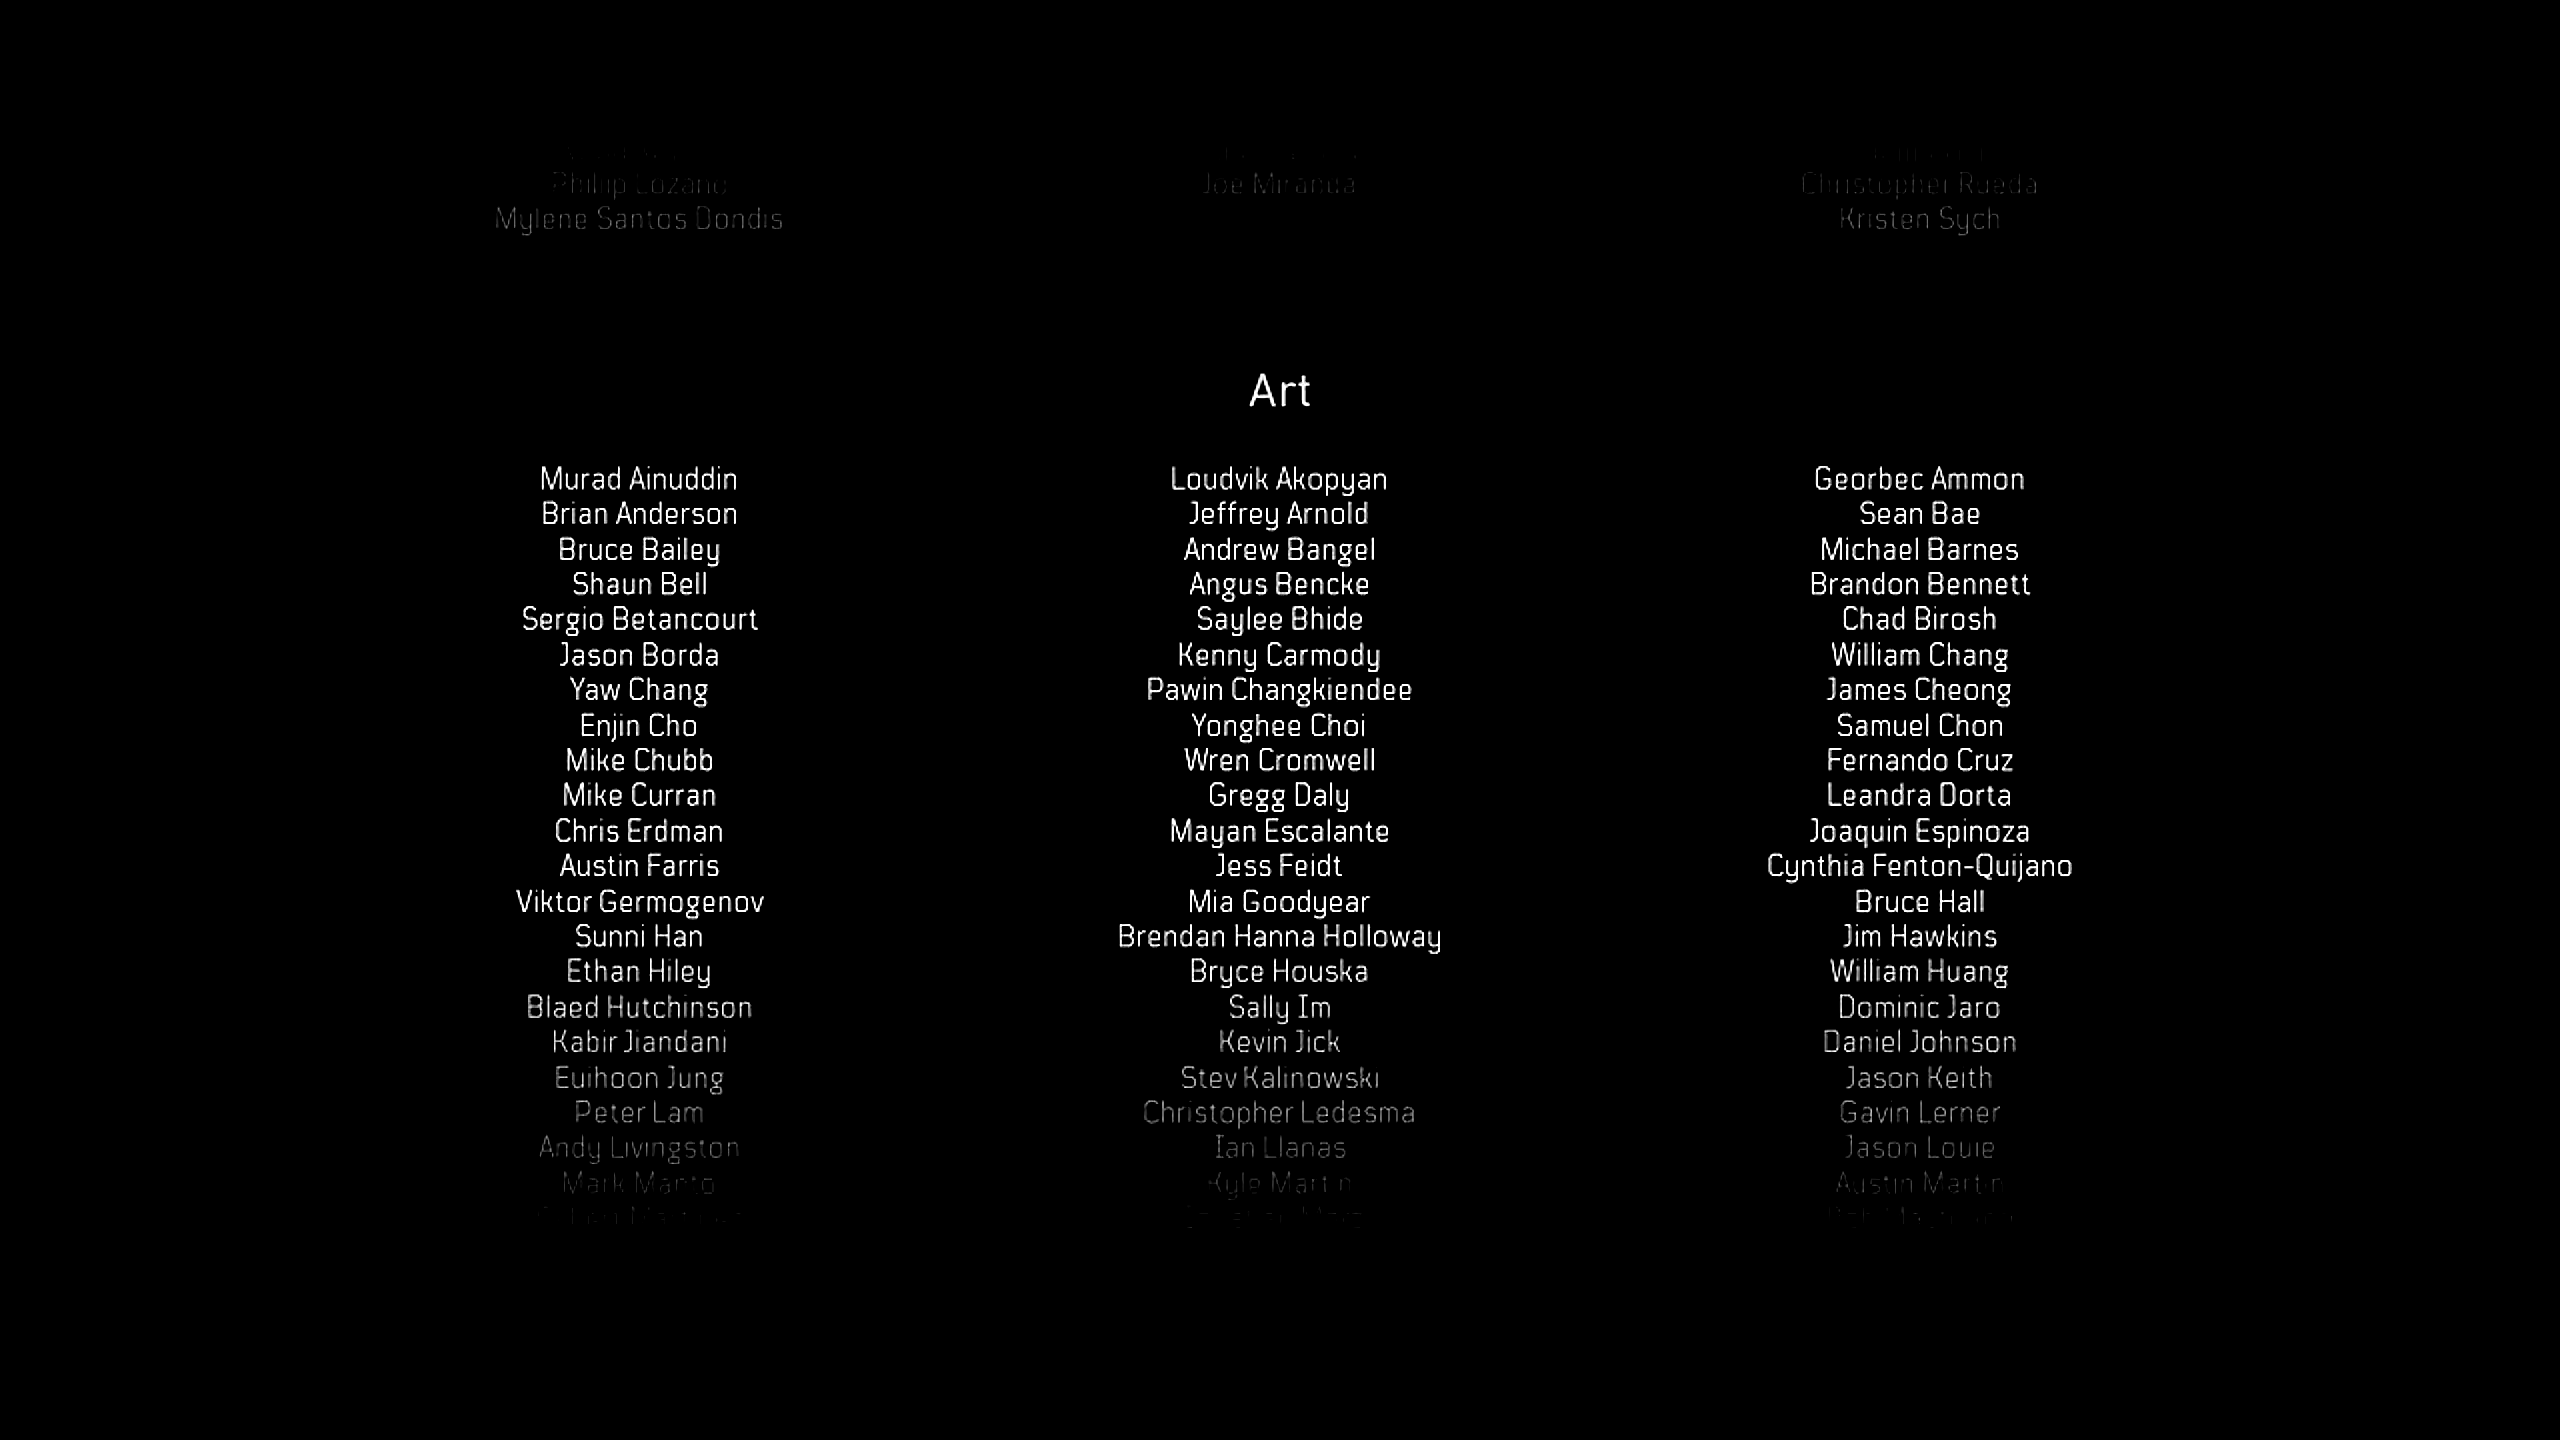 Philip Lozano Joe Miranda Christopher Rueda
Mylene Santos Dondis Kristen Sych
Art
Murad Ainuddin Loudvik Akopyan Georbec Ammon
Brian Anderson Jeffrey Arnold Sean Bae
Bruce Bailey Andrew Bangel Michael Barnes
Shaun Bell Angus Bencke Brandon Bennett
Sergio Betancourt Saylee Bhide Chad Birosh
Jason Borda Kenny Carmody William Chang
Yaw Chang Pawin Changkiendee James Cheong
Enjin Cho Yonghee Choi Samuel Chon
Mike Chubb Wren Cromwell Fernando Cruz
Mike Curran Gregg Daly Leandra Dorta
Chris Erdman Mayan Escalante Joaquin Espinoza
Austin Farris Jess Feidt Cynthia Fenton-Quijano
Viktor Germogenov Mia Goodyear Bruce Hall
Sunni Han Brendan Hanna Holloway Jim Hawkins
Ethan Hiley Bryce Houska William Huang
Blaed Hutchinson Sally Im Dominic Jaro
Kabir Jiandani Kevin Jick Daniel Johnson
Euihoon Jung Stev Kalinowski Jason Keith
Peter Lam Christopher Ledesma Gavin Lerner
Andy Livingston Ian Llanas Jason Louie
Mark Kyle Martin Austin Martin